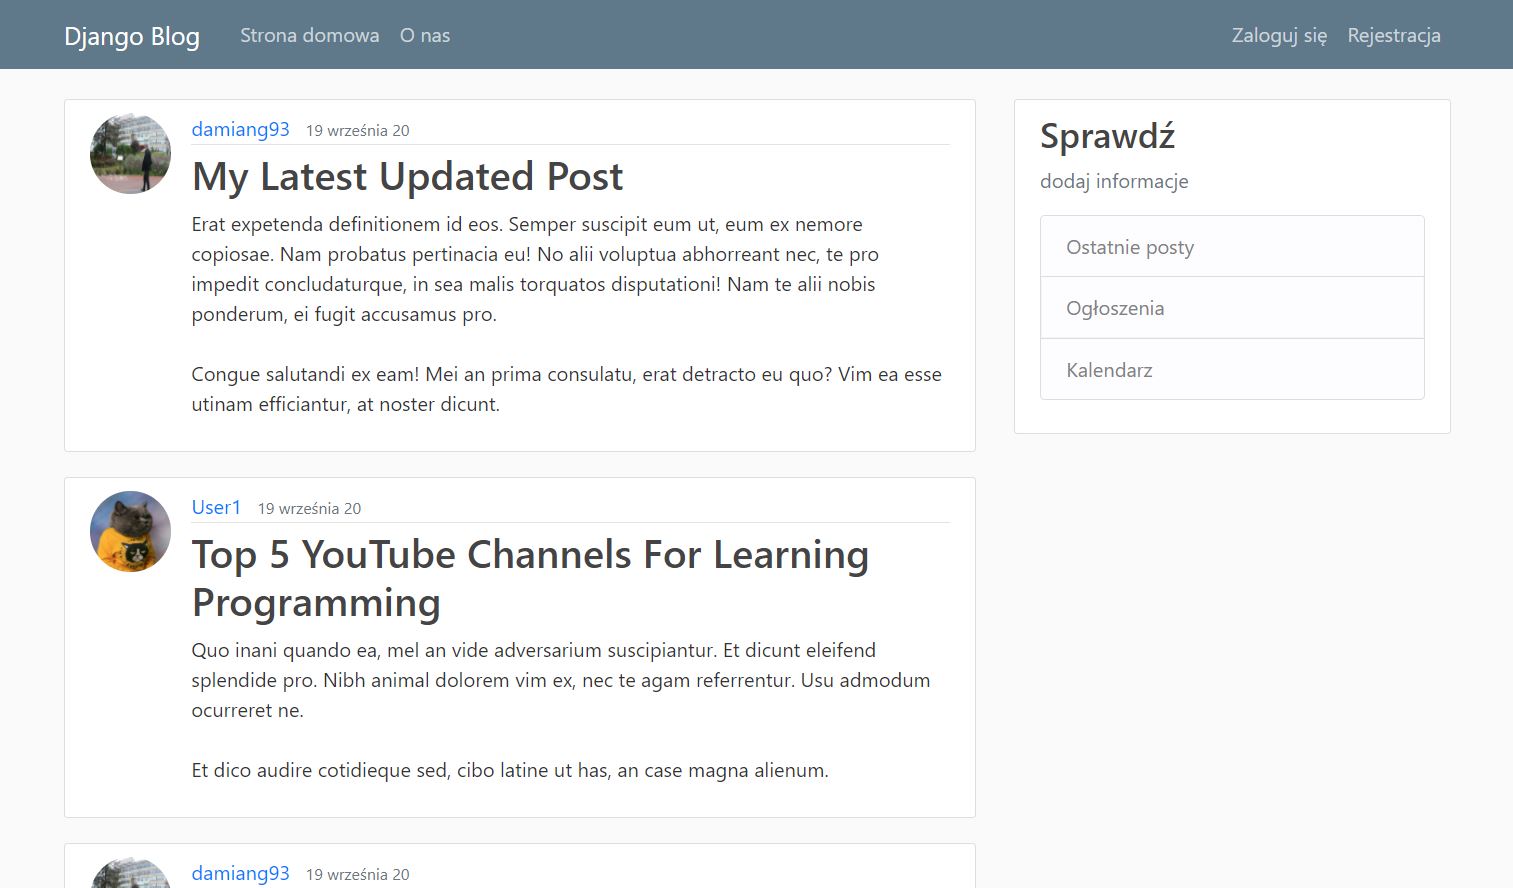 Django Blog Strona domowa O nas Zaloguj się Rejestracja
damiang93 19 września 20
My Latest Updated Post
Erat expetenda definitionem id eos. Semper suscipit eum ut, eum ex nemore
copiosae. Nam probatus pertinacia eu! No alii voluptua abhorreant nec, te pro
impedit concludaturque, in sea malis torquatos disputationi! Nam te alii nobis
ponderum, ei fugit accusamus pro.
Congue salutandi ex eam! Mei an prima consulatu, erat detracto eu quo? Vim ea esse
utinam efficiantur, at noster dicunt.
User1 19 września 20
Top 5 YouTube Channels For Learning
Programming
Quo inani quando ea, mel an vide adversarium suscipiantur. Et dicunt eleifend
splendide pro. Nibh animal dolorem vim ex, nec te agam referrentur. Usu admodum
ocurreret ne.
Et dico audire cotidieque sed, cibo latine ut has, an case magna alienum.
damiang93 19 września 20
Sprawdź
dodaj informacje
Ostatnie posty
Ogłoszenia
Kalendarz